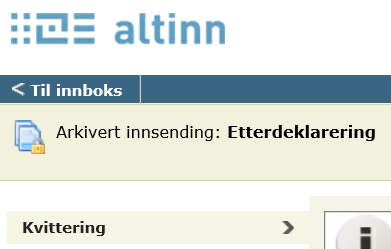 altinn
< Til innboks
Arkivert innsending: Etterdeklarering
Kvittering